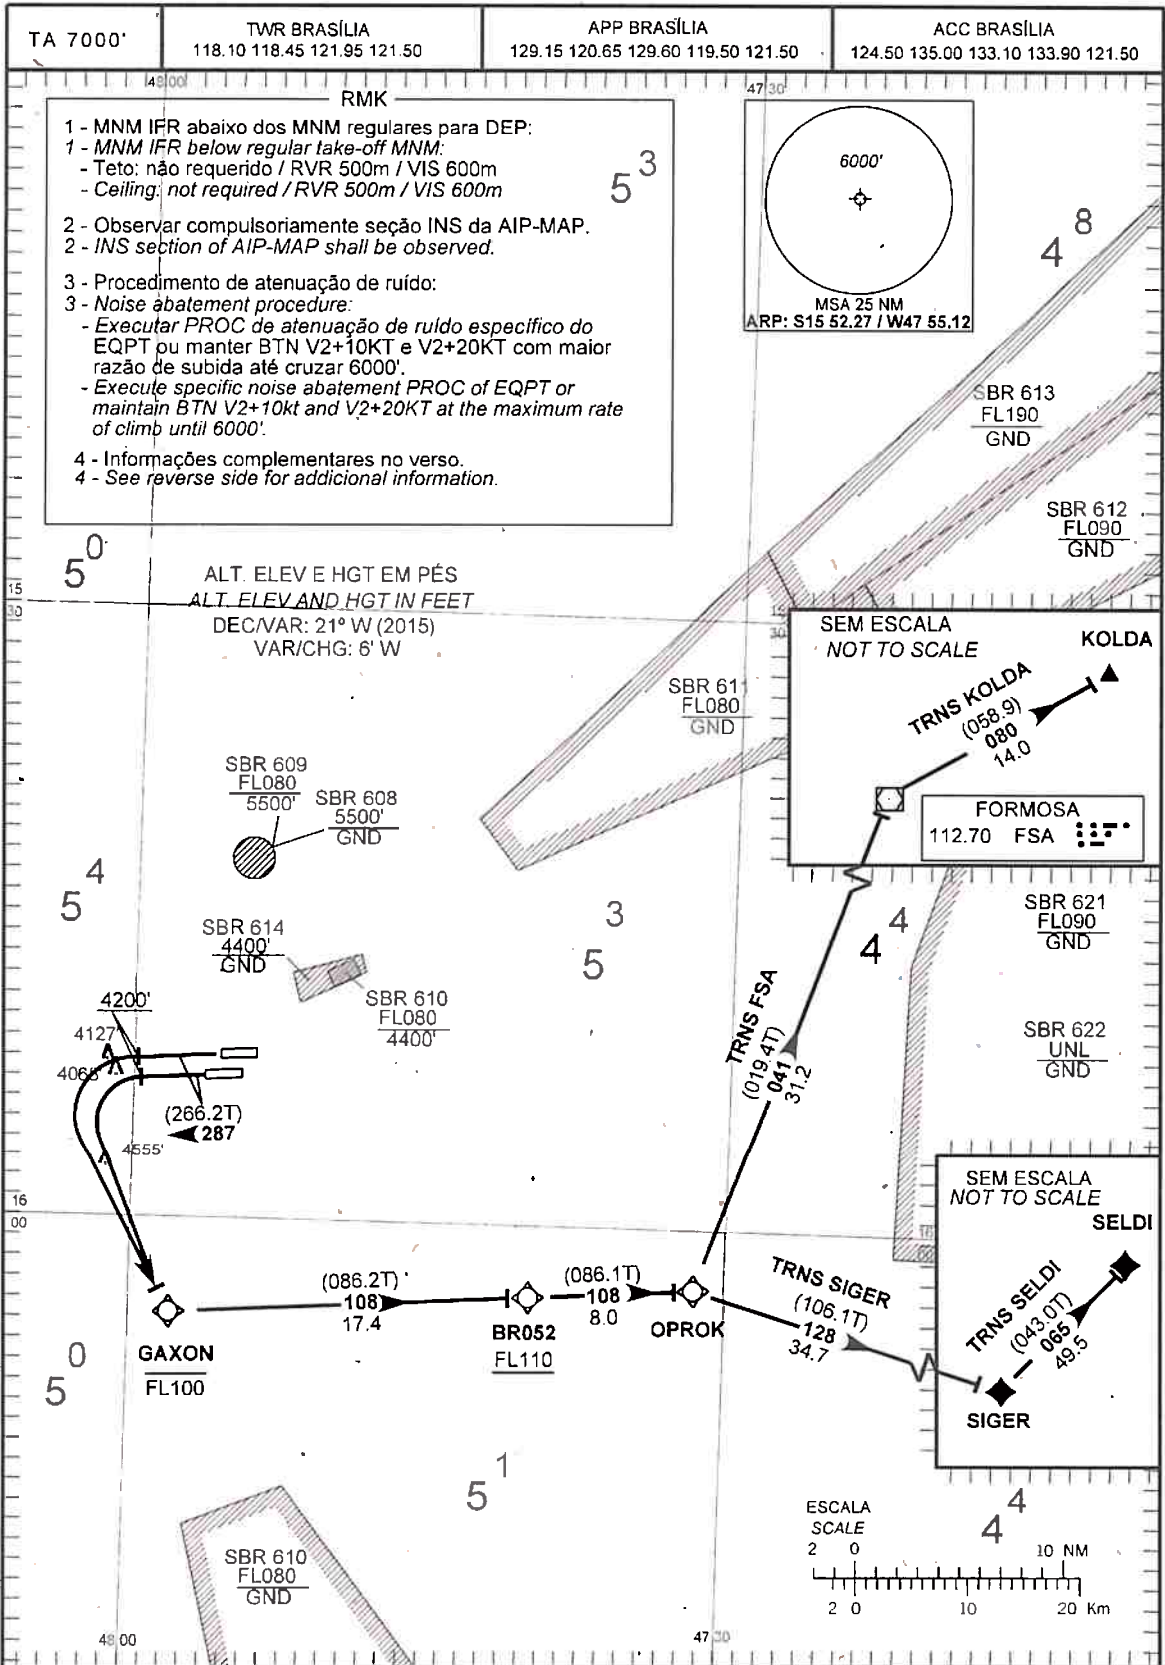 TA 7000'
TWR BRASÍLIA
118.10 118.45 121.95 121.50
APP BRASÍLIA
129.15 120.65 129.60 119.50 121.50
ACC BRASÍLIA
124.50 135.00 133.10 133.90 121.50
48 00
47 30
RMK
1 - MNM IFR abaixo dos MNM regulares para DEP:
1 - MNM IFR below regular take-off MNM:
- Teto: não requerido / RVR 500m / VIS 600m
- Ceiling: not required / RVR 500m / VIS 600m
2 - Observar compulsoriamente seção INS da AIP-MAP.
2 - INS section of AIP-MAP shall be observed.
3 - Procedimento de atenuação de ruído:
3 - Noise abatement procedure:
- Executar PROC de atenuação de ruído específico do
EQPT ou manter BTN V2+10KT e V2+20KT com maior
razão de subida até cruzar 6000'.
- Execute specific noise abatement PROC of EQPT or
maintain BTN V2+10kt and V2+20KT at the maximum rate
of climb until 6000'.
4 - Informações complementares no verso.
4 - See reverse side for addicional information.
5 3
6000'
MSA 25 NM
ARP: S15 52.27 / W47 55.12
4 8
SBR 613
FL190
GND
SBR 612
FL090
GND
5 0
15
30
ALT. ELEV E HGT EM PÉS
ALT. ELEV AND HGT IN FEET
DEC/VAR: 21º W (2015)
VAR/CHG: 6' W
15
30
SEM ESCALA
NOT TO SCALE
KOLDA
TRNS KOLDA
(058.9)
080
14.0
FORMOSA
112.70 FSA
SBR 611
FL080
GND
SBR 609
FL080
5500'
SBR 608
5500'
GND
5 4
SBR 614
4400'
GND
SBR 610
FL080
4400'
5 3
4 4
SBR 621
FL090
GND
SBR 622
UNL
GND
4200'
4127'
4065'
(266.2T)
287
4555'
TRNS FSA
(019.4T)
041
31.2
16
00
16
00
SEM ESCALA
NOT TO SCALE
SELDI
TRNS SELDI
(043.0T)
065
49.5
SIGER
TRNS SIGER
(106.1T)
128
34.7
(086.2T)
108
17.4
(086.1T)
108
8.0
GAXON
FL100
BR052
FL110
OPROK
5 0
5 1
4 4
SBR 610
FL080
GND
ESCALA
SCALE
2 0 10 NM
2 0 10 20 Km
48 00
47 30